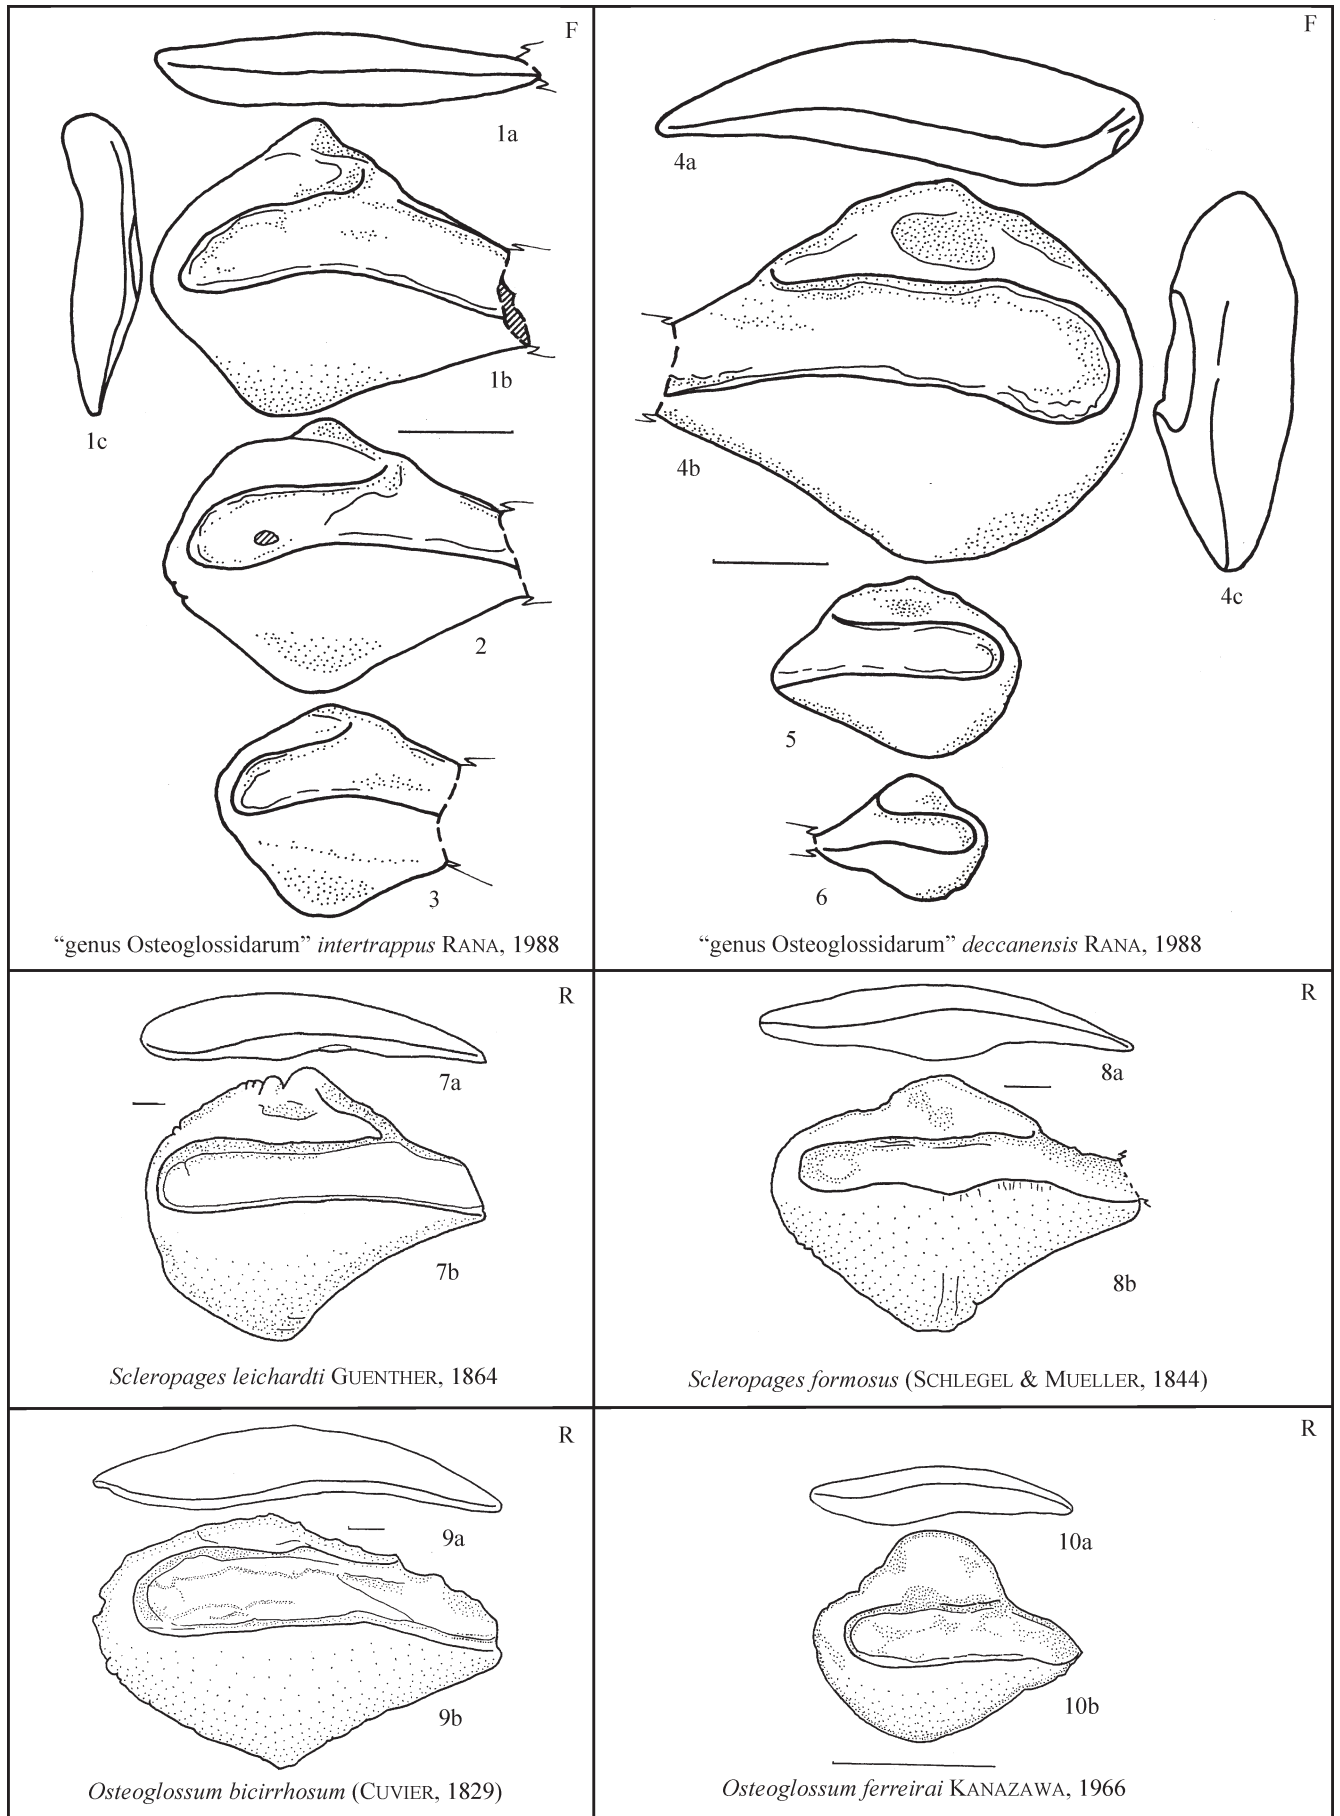 F
1a
1b
1c
2
3
“genus Osteoglossidarum” intertrappus RANA, 1988
F
4a
4b
4c
5
6
“genus Osteoglossidarum” deccanensis RANA, 1988
R
7a
7b
Scleropages leichardti GUENTHER, 1864
R
8a
8b
Scleropages formosus (SCHLEGEL & MUELLER, 1844)
R
9a
9b
Osteoglossum bicirrhosum (CUVIER, 1829)
R
10a
10b
Osteoglossum ferreirai KANAZAWA, 1966